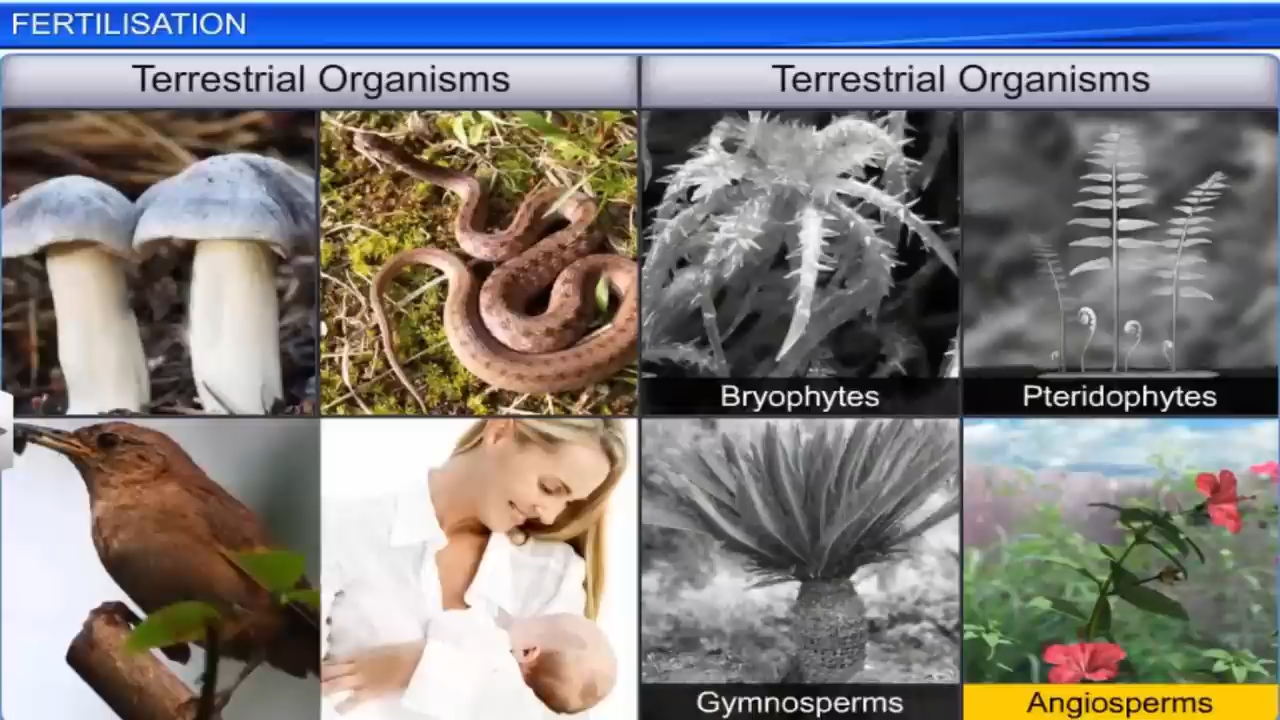 FERTILISATION
Terrestrial Organisms
Terrestrial Organisms
Bryophytes
Pteridophytes
Gymnosperms
Angiosperms